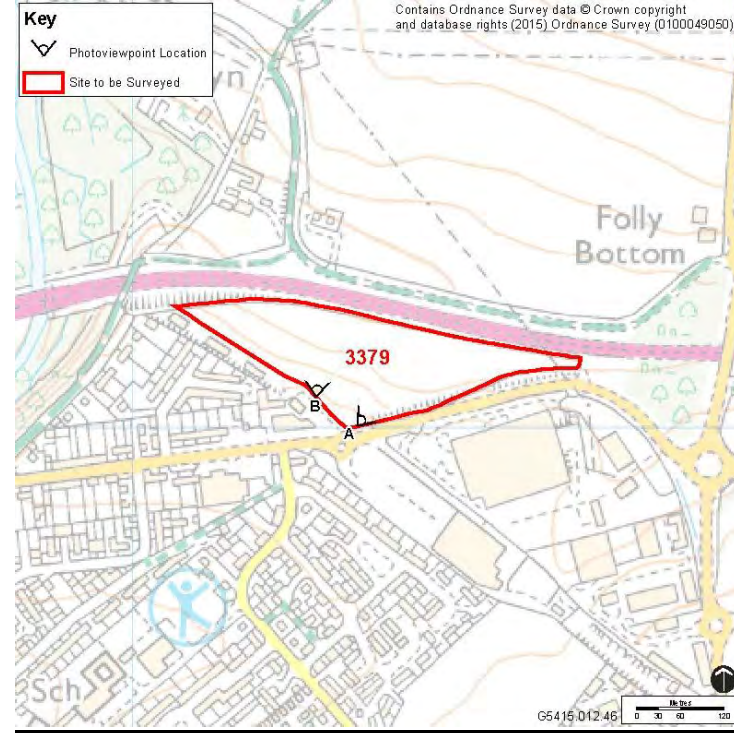 Key
Photoviewpoint Location
Site to be Surveyed
Contains Ordnance Survey data © Crown copyright
and database rights (2015) Ordnance Survey (0100049050)
yn
Folly
Bottom
3379
B
A
Sch
G5415.012.46
Metres
0 30 60 120